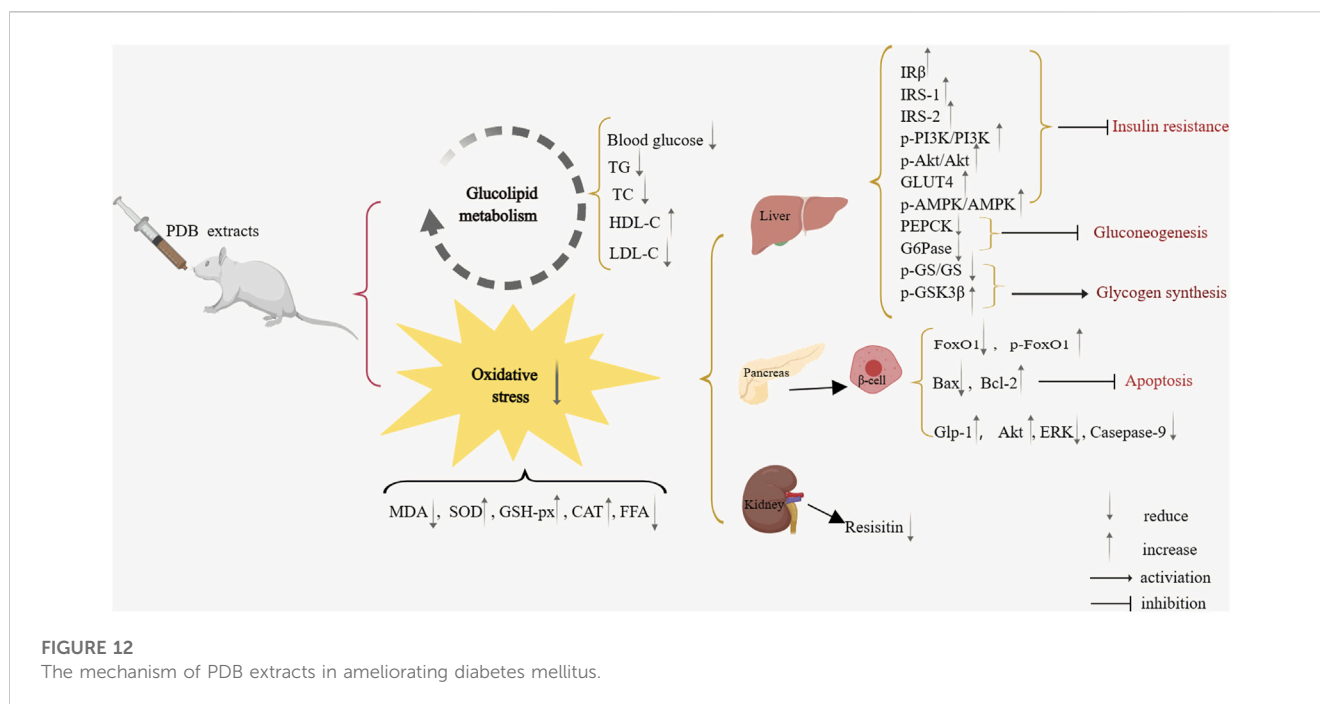 PDB extracts
Glucolipid
metabolism
Blood glucose ↓
TG ↓
TC ↓
HDL-C ↑
LDL-C ↓
Oxidative
stress ↓
MDA↓, SOD↑, GSH-px↑, CAT↑, FFA↓
Liver
IRβ↑
IRS-1↑
IRS-2↑
p-PI3K/PI3K ↑
p-Akt/Akt↑
GLUT4 ↑
p-AMPK/AMPK↑
PEPCK↓
G6Pase↓
p-GS/GS ↓
p-GSK3β↑
Insulin resistance
Gluconeogenesis
Glycogen synthesis
Pancreas
β-cell
FoxO1↓, p-FoxO1 ↑
Bax↓, Bcl-2↑
Apoptosis
Glp-1↑, Akt↑, ERK↓, Casepase-9↓
Kidney
Resisitin ↓
↓ reduce
↑ increase
activiation
inhibition
FIGURE 12
The mechanism of PDB extracts in ameliorating diabetes mellitus.